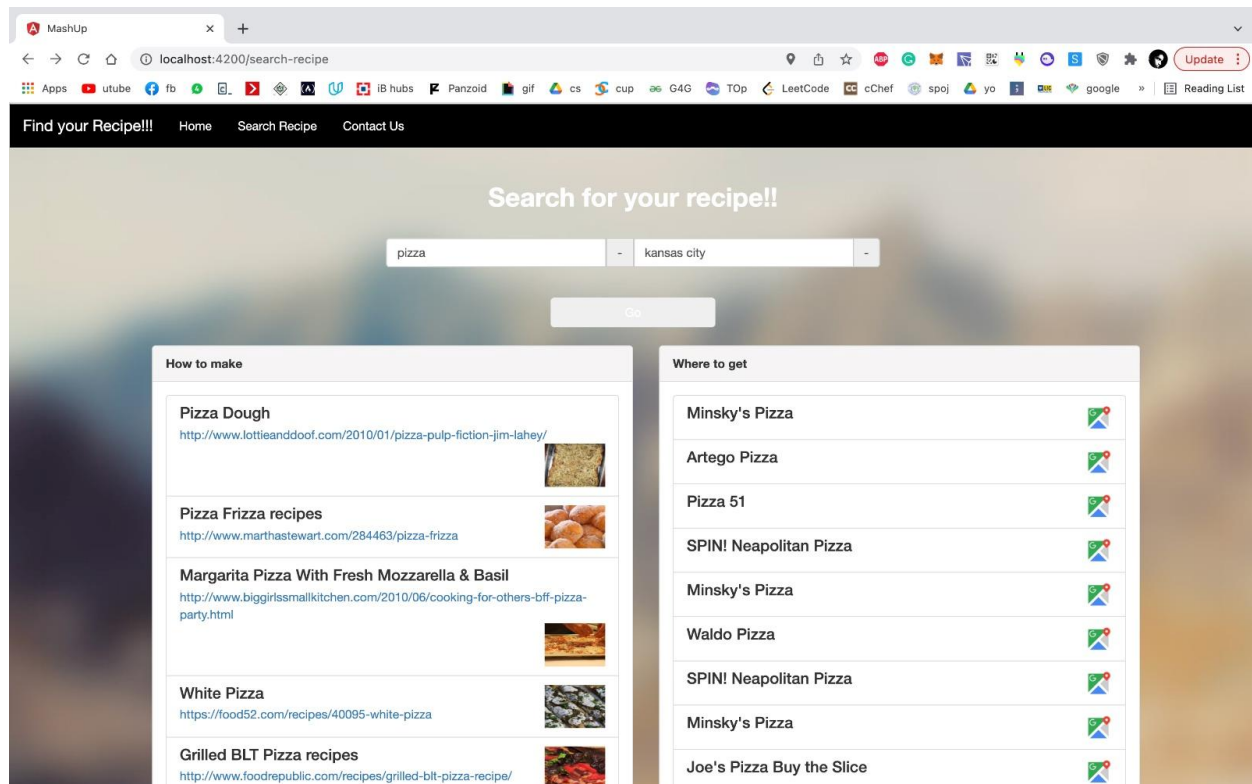 MashUp
localhost:4200/search-recipe
Update
Apps utube fb iB hubs Panzoid gif cs cup G4G TOp LeetCode cChef spoj yo google » Reading List
Find your Recipe!!! Home Search Recipe Contact Us
Search for your recipe!!
pizza - kansas city -
Go
How to make
Pizza Dough
http://www.lottieanddoof.com/2010/01/pizza-pulp-fiction-jim-lahey/
Pizza Frizza recipes
http://www.marthastewart.com/284463/pizza-frizza
Margarita Pizza With Fresh Mozzarella & Basil
http://www.biggirlssmallkitchen.com/2010/06/cooking-for-others-bff-pizza-
party.html
White Pizza
https://food52.com/recipes/40095-white-pizza
Grilled BLT Pizza recipes
http://www.foodrepublic.com/recipes/grilled-blt-pizza-recipe/
Where to get
Minsky's Pizza
Artego Pizza
Pizza 51
SPIN! Neapolitan Pizza
Minsky's Pizza
Waldo Pizza
SPIN! Neapolitan Pizza
Minsky's Pizza
Joe's Pizza Buy the Slice